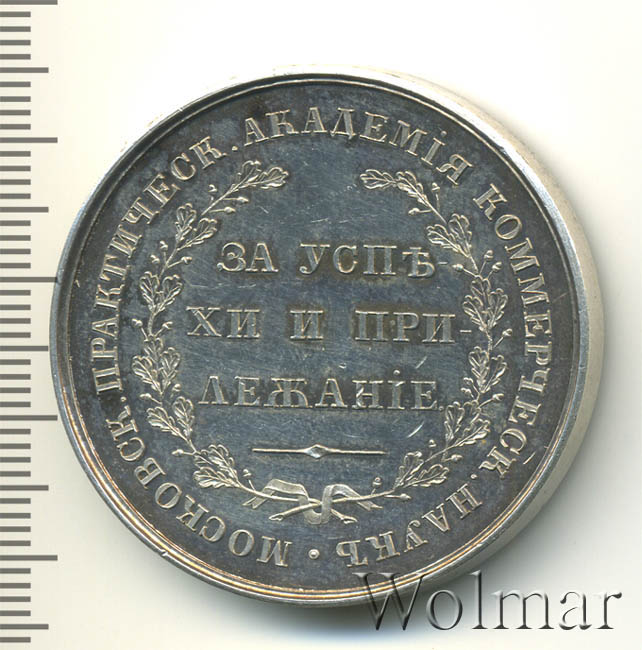 МОСКОВСК. ПРАКТИЧЕСК. АКАДЕМІЯ КОММЕРЧЕСК. НАУКЪ
ЗА УСПѢ-
ХИ И ПРИ-
ЛЕЖАНІЕ.
Wolmar